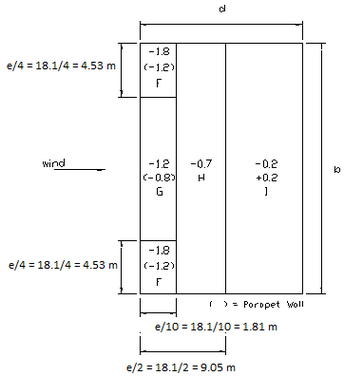 d
-1.8
(-1.2)
F
e/4 = 18.1/4 = 4.53 m
wind
-1.2
(-0.8)
G
-0.7
H
-0.2
+0.2
I
b
-1.8
(-1.2)
F
e/4 = 18.1/4 = 4.53 m
( ) = Parapet Wall
e/10 = 18.1/10 = 1.81 m
e/2 = 18.1/2 = 9.05 m